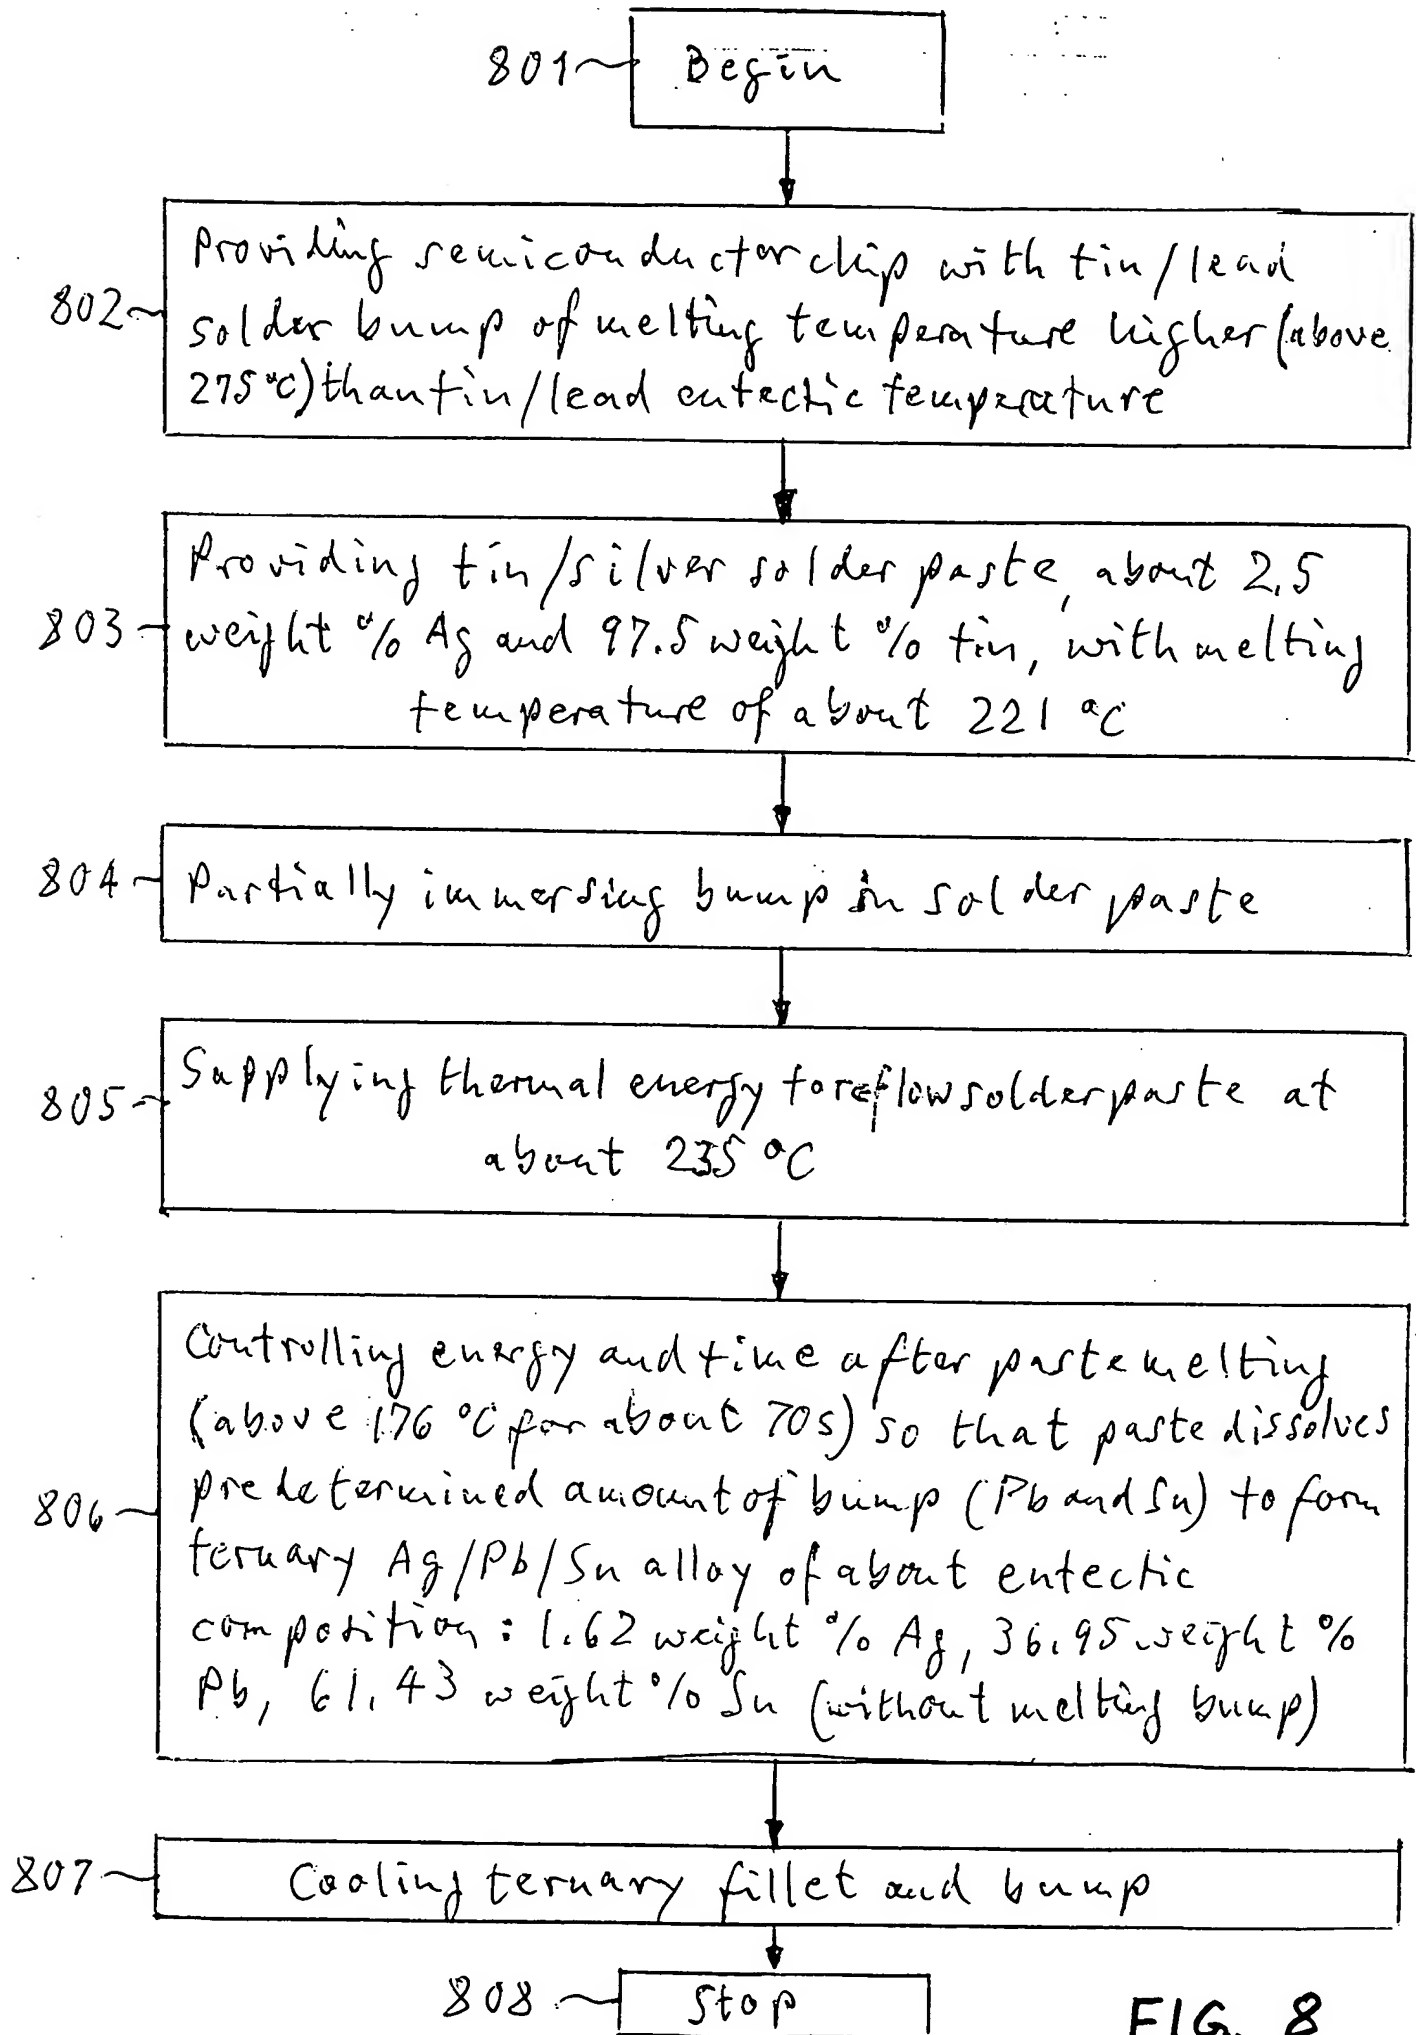 801 Begin
Providing semiconductor chip with tin/lead
802 solder bump of melting temperature higher (above
275°C) than tin/lead eutectic temperature
Providing tin/silver solder paste, about 2.5
803 weight % Ag and 97.5 weight % tin, with melting
temperature of about 221 °C
804 Partially immersing bump in solder paste
Supplying thermal energy to reflow solder paste at
805
about 235 °C
Controlling energy and time after paste melting
(above 176 °C for about 70s) so that paste dissolves
predetermined amount of bump (Pb and Sn) to form
806
ternary Ag/Pb/Sn alloy of about eutectic
composition: 1.62 weight % Ag, 36.95 weight %
Pb, 61.43 weight % Sn (without melting bump)
807 Cooling ternary fillet and bump
808 Stop
FIG. 8